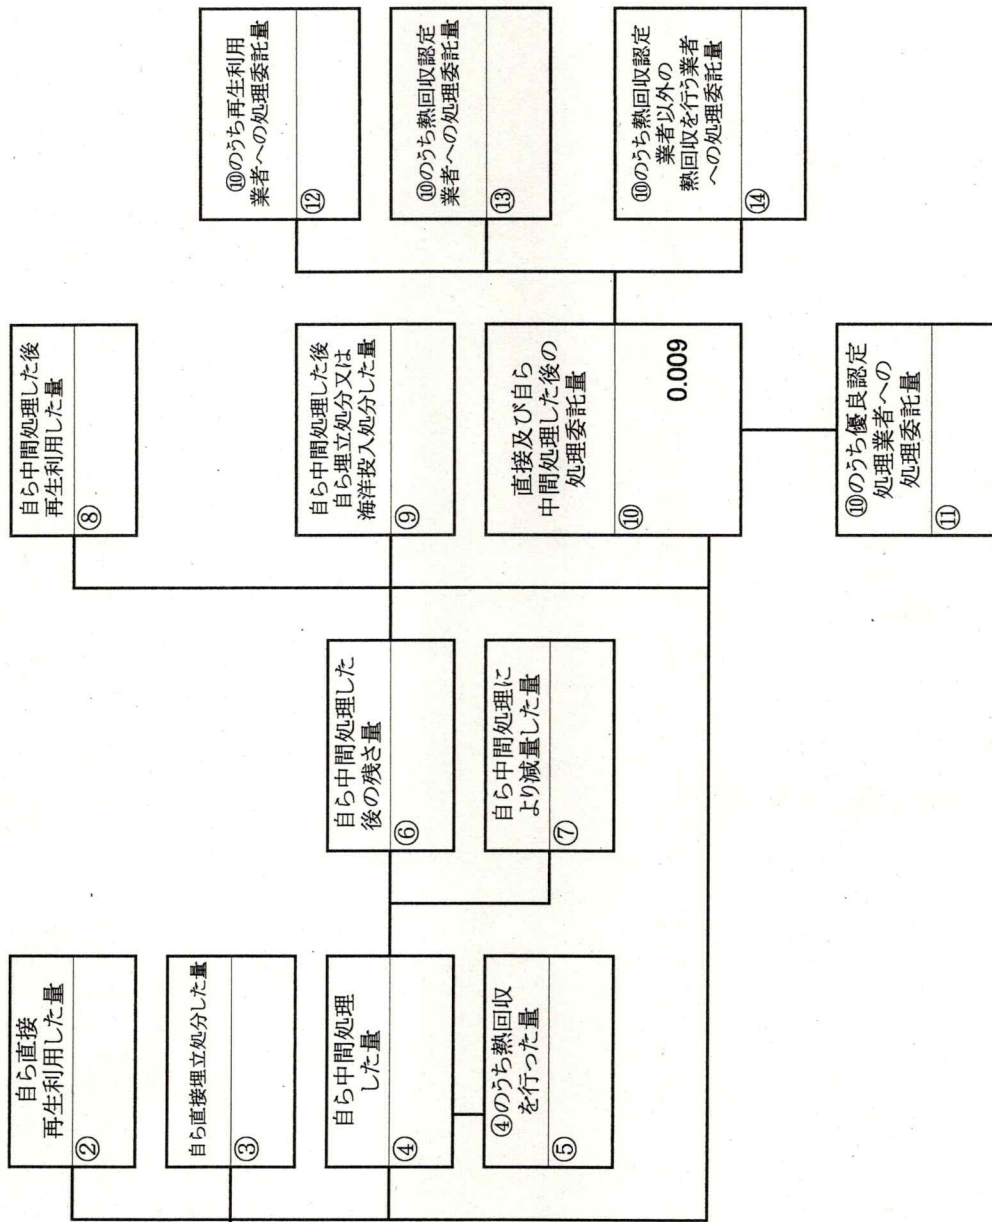 自ら直接
再生利用した量
②
自ら直接埋立処分した量
③
自ら中間処理
した量
④
④のうち熱回収
を行った量
⑤
自ら中間処理した
後の残さ量
⑥
自ら中間処理に
より減量した量
⑦
自ら中間処理した後
再生利用した量
⑧
自ら中間処理した後
自ら埋立処分又は
海洋投入処分した量
⑨
直接及び自ら
中間処理した後の
処理委託量
⑩
0.009
⑩のうち優良認定
処理業者への
処理委託量
⑪
⑩のうち再生利用
業者への処理委託量
⑫
⑩のうち熱回収認定
業者への処理委託量
⑬
⑩のうち熱回収認定
業者以外の
熱回収を行う業者
への処理委託量
⑭